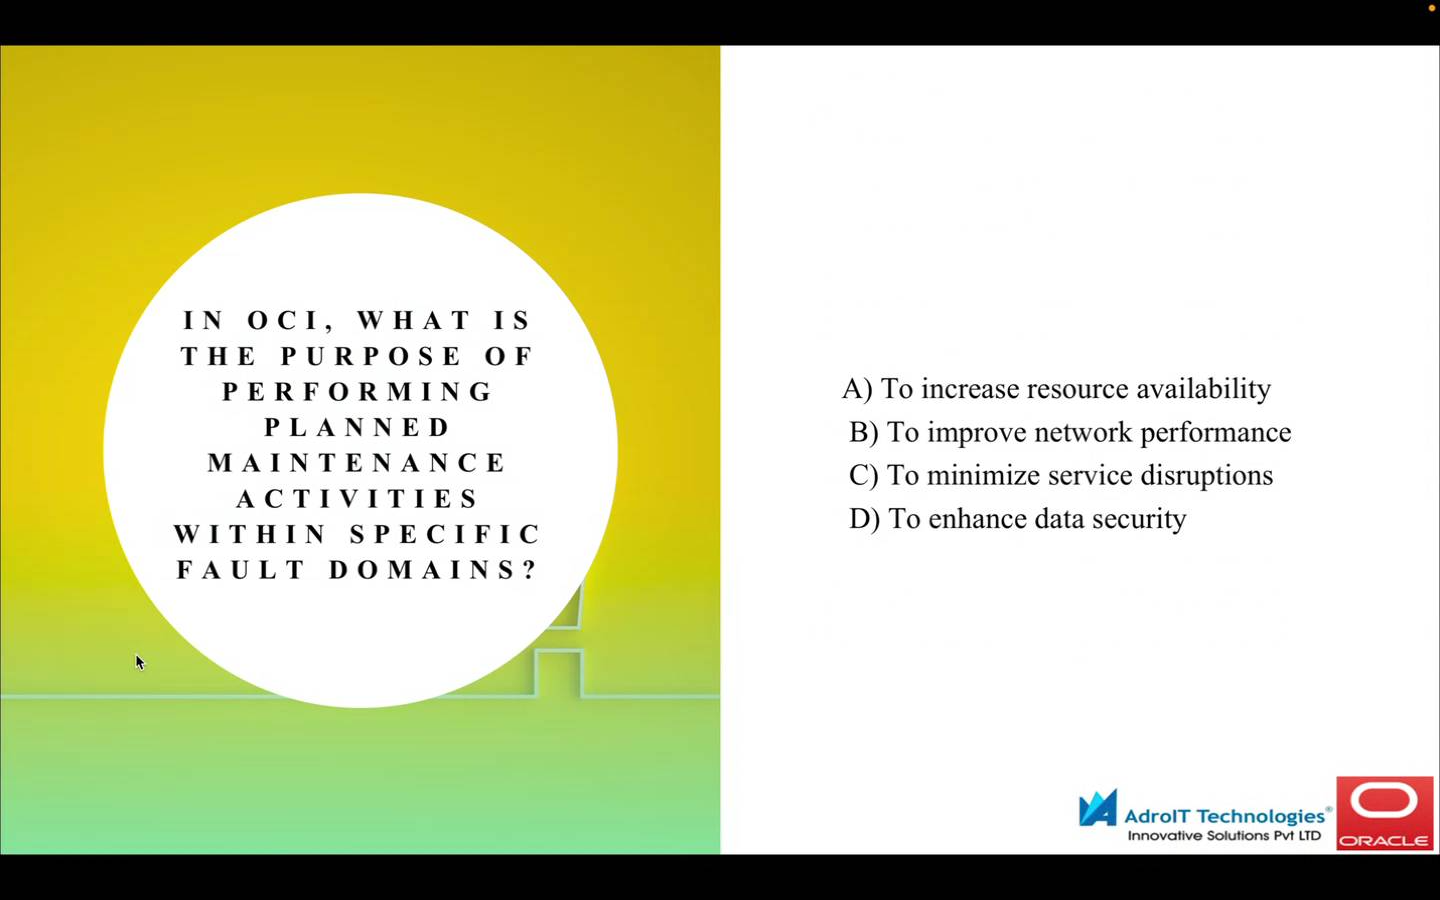 IN OCI, WHAT IS
THE PURPOSE OF
PERFORMING
PLANNED
MAINTENANCE
ACTIVITIES
WITHIN SPECIFIC
FAULT DOMAINS?
A) To increase resource availability
B) To improve network performance
C) To minimize service disruptions
D) To enhance data security
AdroIT Technologies®
Innovative Solutions Pvt LTD
ORACLE